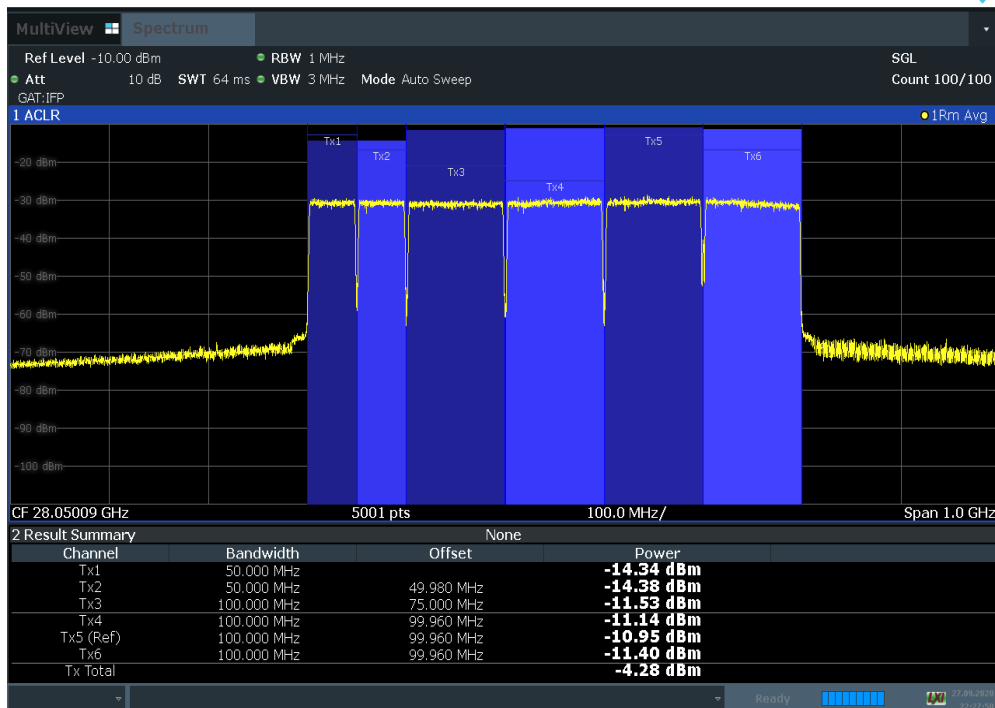 MultiView Spectrum
Ref Level -10.00 dBm RBW 1 MHz SGL
Att 10 dB SWT 64 ms VBW 3 MHz Mode Auto Sweep Count 100/100
GAT:IFP
1 ACLR 1Rm Avg
Tx1 Tx5
Tx2 Tx6
-20 dBm
Tx3
Tx4
-30 dBm
-40 dBm
-50 dBm
-60 dBm
-70 dBm
-80 dBm
-90 dBm
-100 dBm
CF 28.05009 GHz 5001 pts 100.0 MHz/ Span 1.0 GHz
2 Result Summary None
Channel Bandwidth Offset Power
Tx1 50.000 MHz -14.34 dBm
Tx2 50.000 MHz 49.980 MHz -14.38 dBm
Tx3 100.000 MHz 75.000 MHz -11.53 dBm
Tx4 100.000 MHz 99.960 MHz -11.14 dBm
Tx5 (Ref) 100.000 MHz 99.960 MHz -10.95 dBm
Tx6 100.000 MHz 99.960 MHz -11.40 dBm
Tx Total -4.28 dBm
Ready LXI 27.09.2020